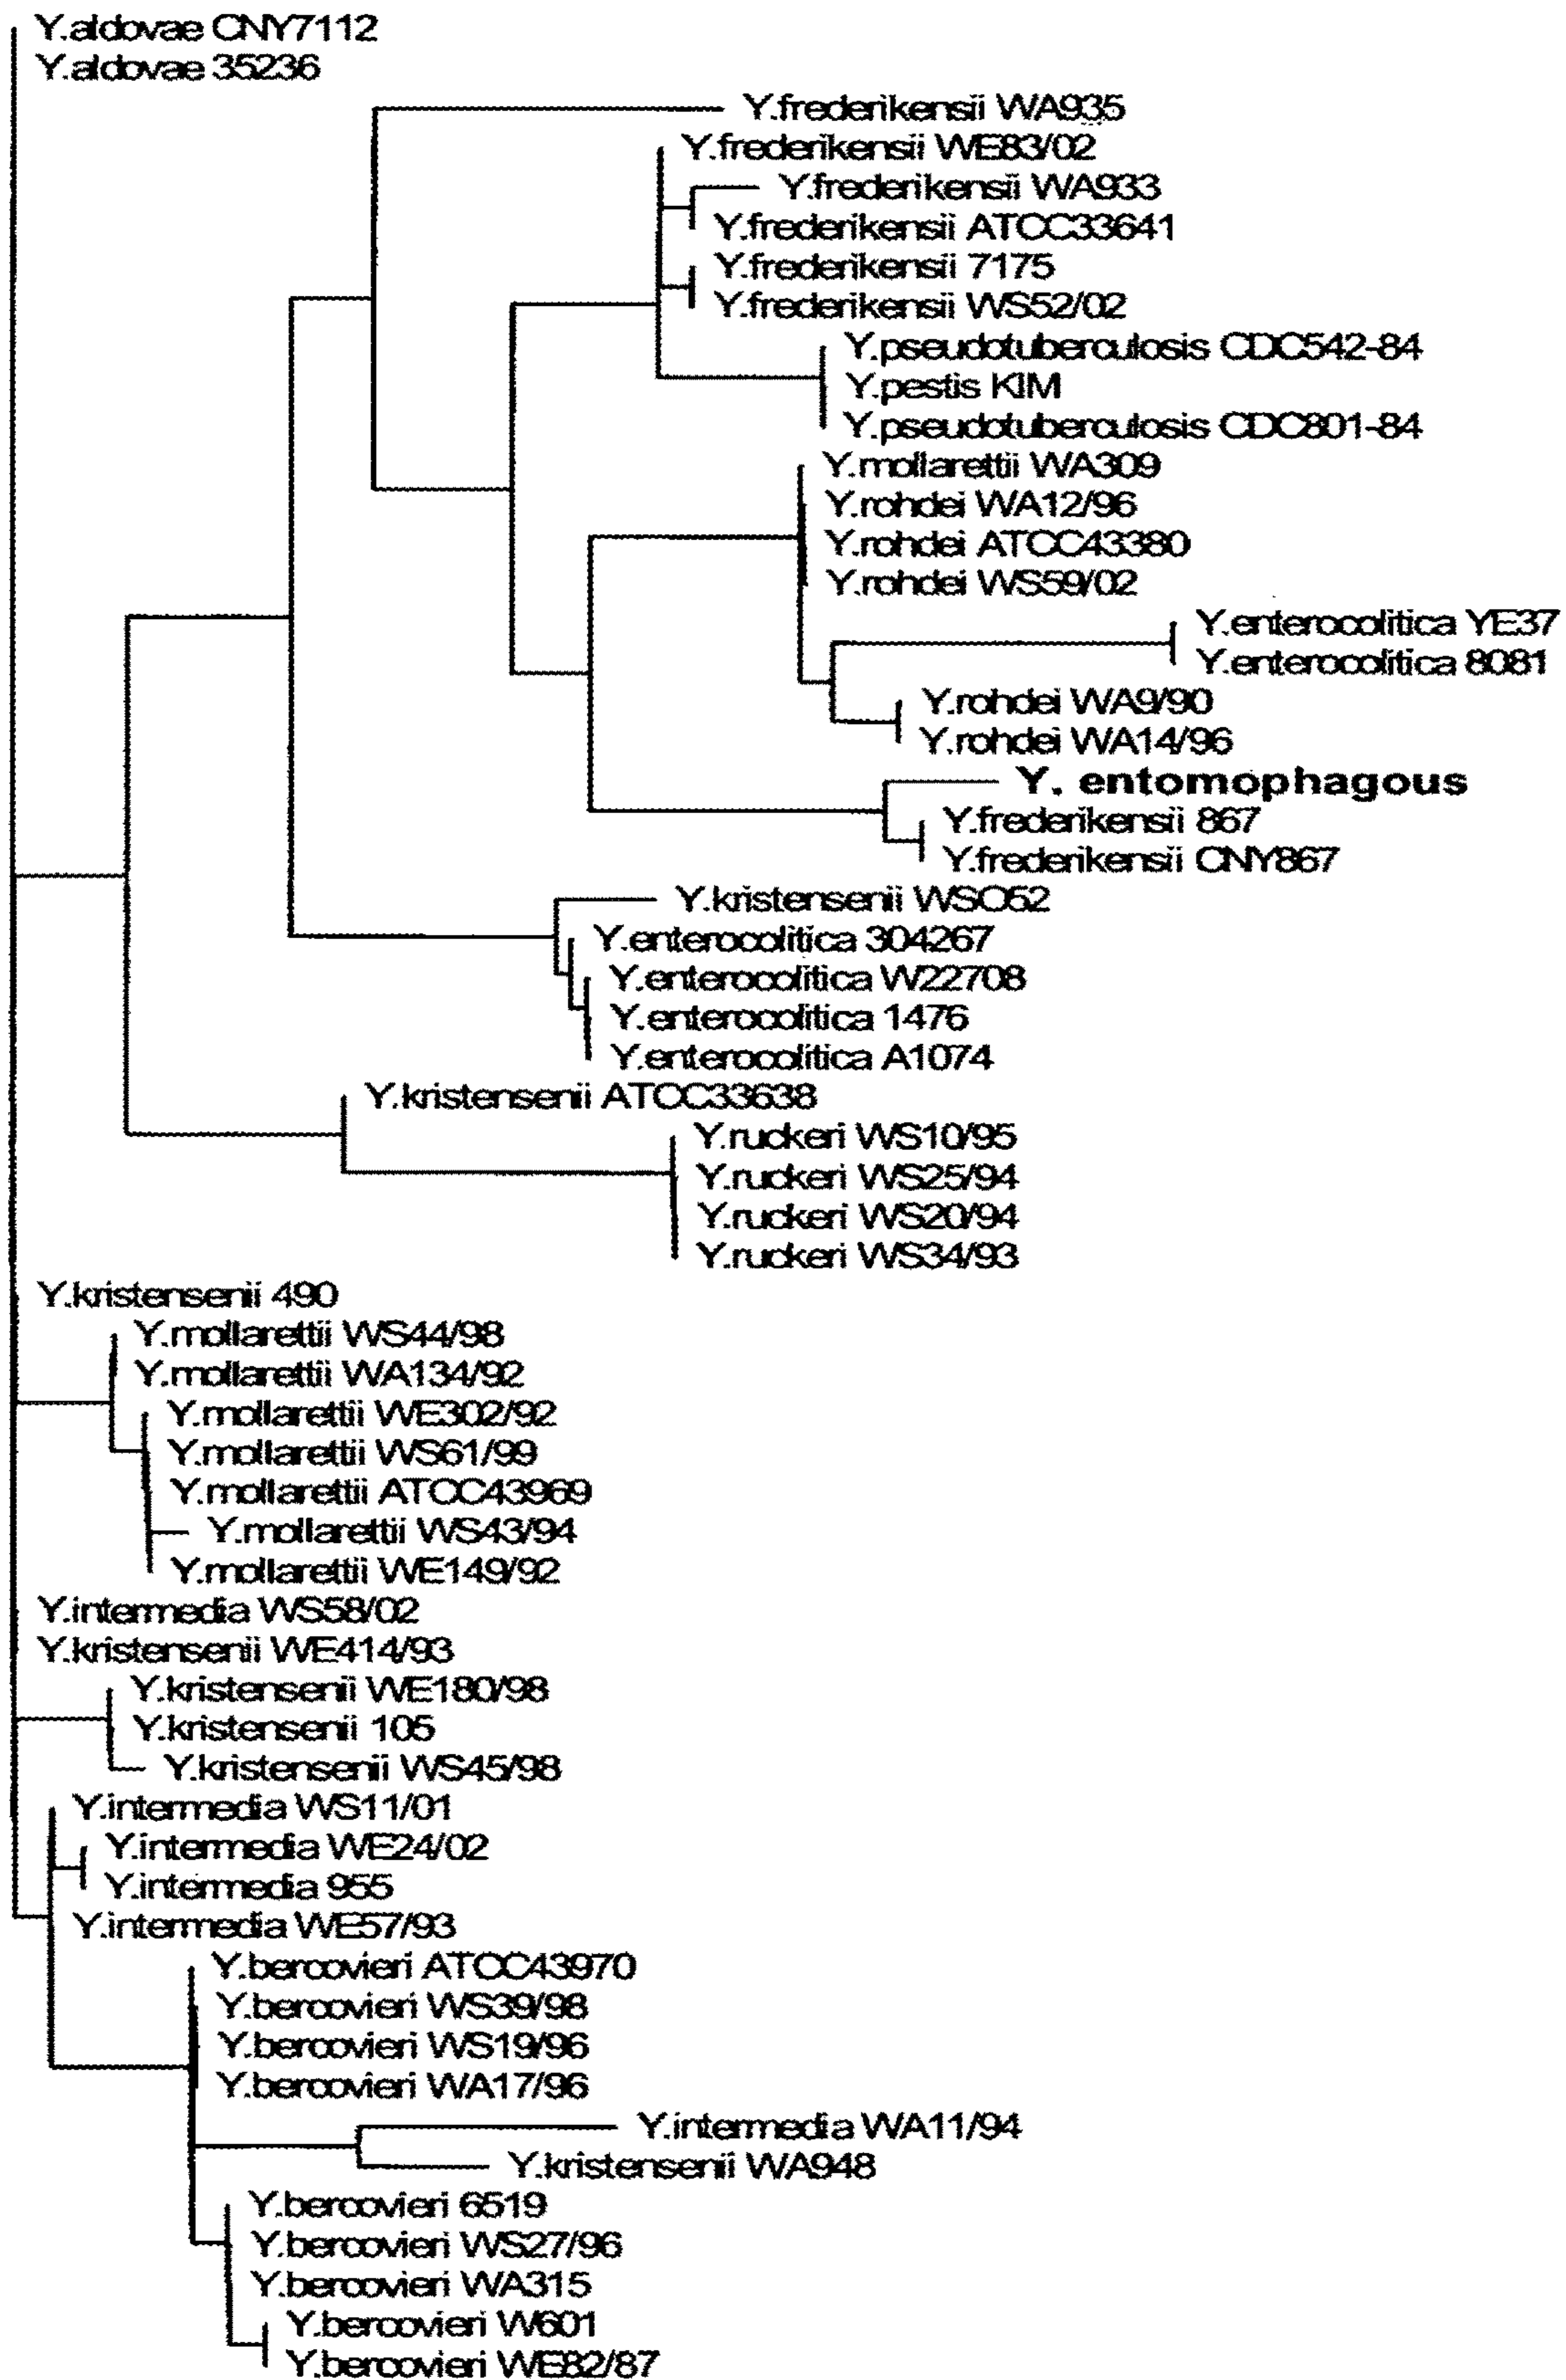 Y.aldovae CNY7112
Y.aldovae 35236
Y.frederikensii WA935
Y.frederikensii WE83/02
Y.frederikensii WA933
Y.frederikensii ATCC33641
Y.frederikensii 7175
Y.frederikensii WS52/02
Y.pseudotuberculosis CDC542-84
Y.pestis KIM
Y.pseudotuberculosis CDC801-84
Y.mollarettii WA309
Y.rohdei WA12/96
Y.rohdei ATCC43380
Y.rohdei WS59/02
Y.enterocolitica YE37
Y.enterocolitica 8081
Y.rohdei WA9/90
Y.rohdei WA14/96
Y. entomophagous
Y.frederikensii 867
Y.frederikensii CNY867
Y.kristensenii WSO52
Y.enterocolitica 304267
Y.enterocolitica W22708
Y.enterocolitica 1476
Y.enterocolitica A1074
Y.kristensenii ATCC33638
Y.ruckeri WS10/95
Y.ruckeri WS25/94
Y.ruckeri WS20/94
Y.ruckeri WS34/93
Y.kristensenii 490
Y.mollarettii WS44/98
Y.mollarettii WA134/92
Y.mollarettii WE302/92
Y.mollarettii WS61/99
Y.mollarettii ATCC43969
Y.mollarettii WS43/94
Y.mollarettii WE149/92
Y.intermedia WS58/02
Y.kristensenii WE414/93
Y.kristensenii WE180/98
Y.kristensenii 105
Y.kristensenii WS45/98
Y.intermedia WS11/01
Y.intermedia WE24/02
Y.intermedia 955
Y.intermedia WE57/93
Y.bercovieri ATCC43970
Y.bercovieri WS39/98
Y.bercovieri WS19/96
Y.bercovieri WA17/96
Y.intermedia WA11/94
Y.kristensenii WA948
Y.bercovieri 6519
Y.bercovieri WS27/96
Y.bercovieri WA315
Y.bercovieri W601
Y.bercovieri WE82/87